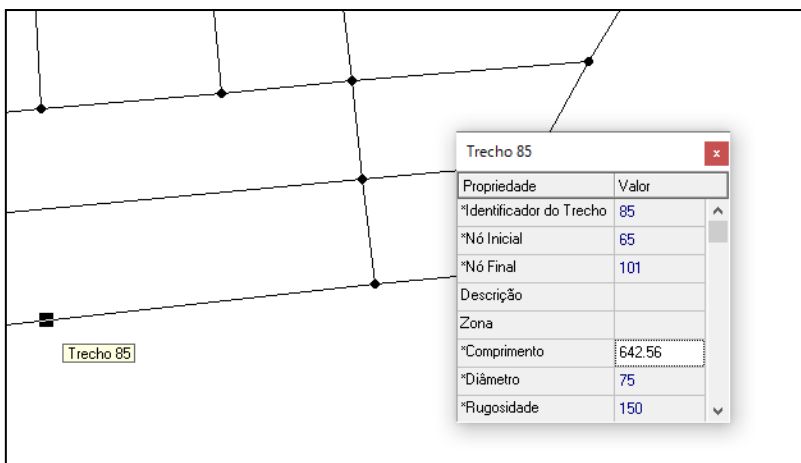 Trecho 85
x
Propriedade Valor
*Identificador do Trecho 85
*Nó Inicial 65
*Nó Final 101
Descrição
Zona
*Comprimento 642.56
*Diâmetro 75
*Rugosidade 150
Trecho 85